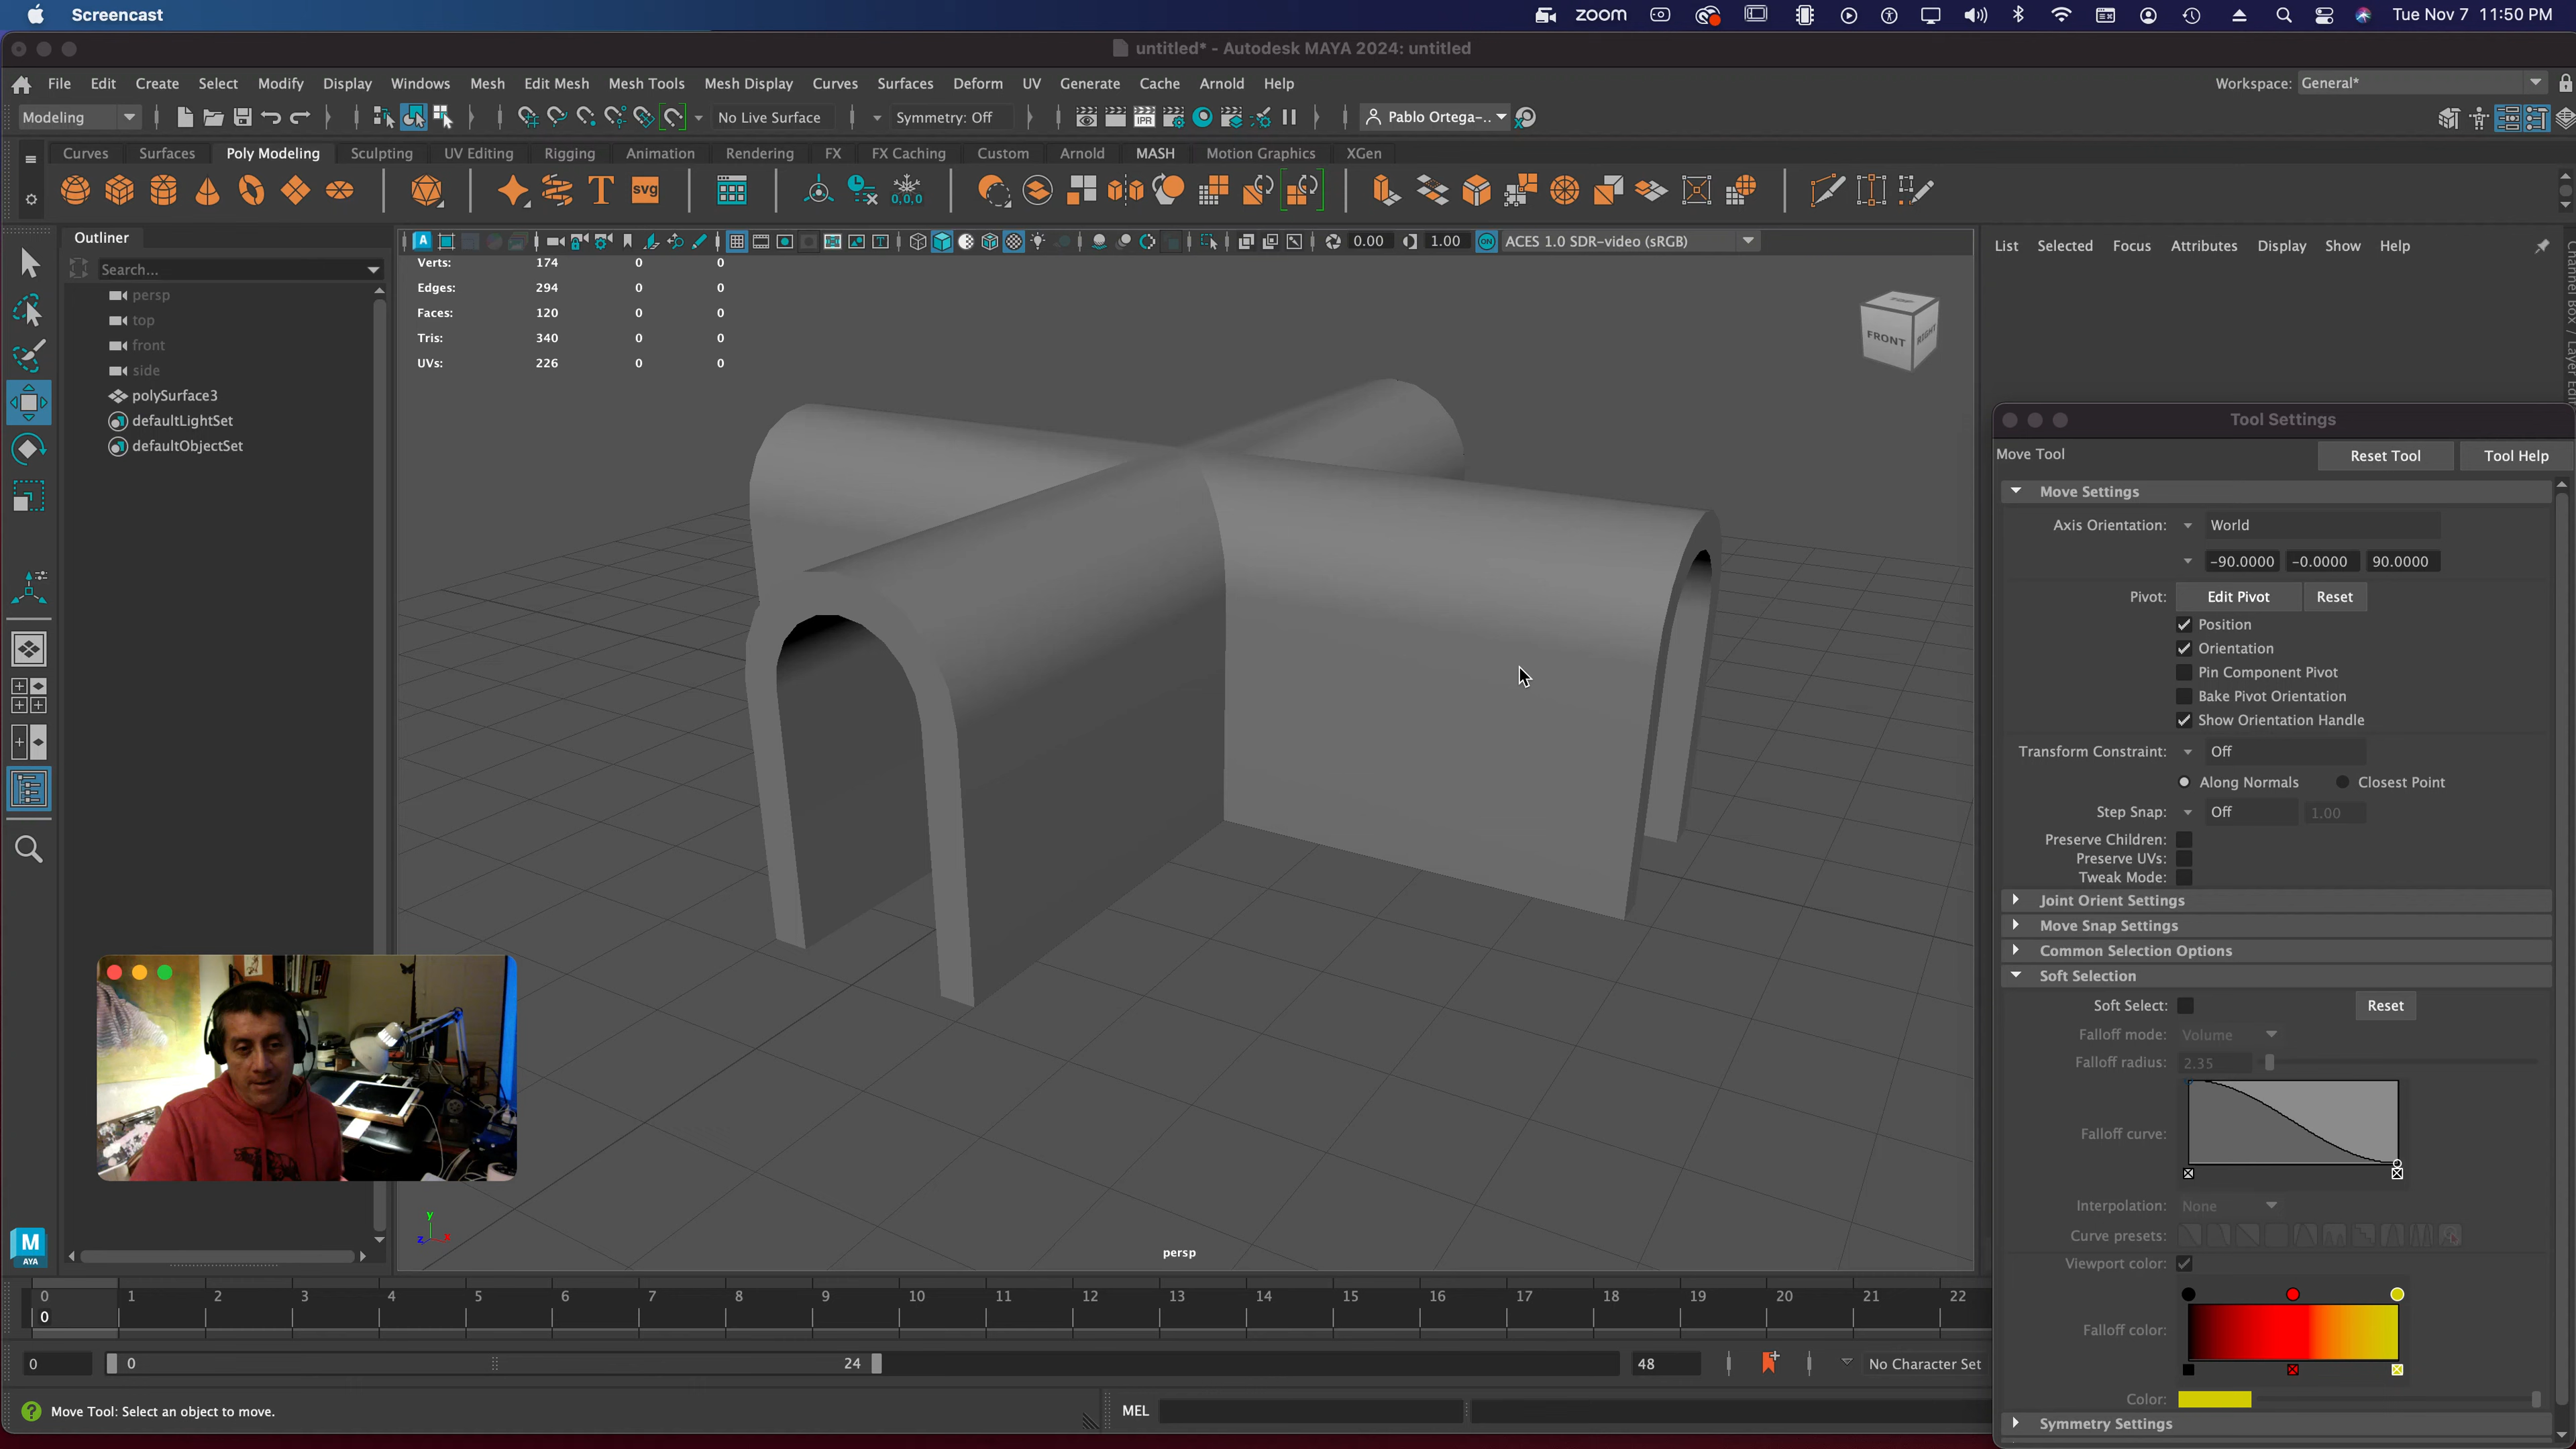 Screencast
zoom
Tue Nov 7 11:50 PM
untitled* - Autodesk MAYA 2024: untitled
File Edit Create Select Modify Display Windows Mesh Edit Mesh Mesh Tools Mesh Display Curves Surfaces Deform UV Generate Cache Arnold Help
Workspace: General*
Modeling
No Live Surface
Symmetry: Off
IPR
Pablo Ortega-..
Curves Surfaces Poly Modeling Sculpting UV Editing Rigging Animation Rendering FX FX Caching Custom Arnold MASH Motion Graphics XGen
T
svg
0,0,0
Outliner
Search...
persp
top
front
side
polySurface3
defaultLightSet
defaultObjectSet
0.00
1.00
ON
ACES 1.0 SDR-video (sRGB)
Verts: 174 0 0
Edges: 294 0 0
Faces: 120 0 0
Tris: 340 0 0
UVs: 226 0 0
TOP
FRONT
RIGHT
y
z
x
persp
List Selected Focus Attributes Display Show Help
Channel Box / Layer Edit
Tool Settings
Move Tool
Reset Tool
Tool Help
Move Settings
Axis Orientation: World
-90.0000 -0.0000 90.0000
Pivot: Edit Pivot Reset
Position
Orientation
Pin Component Pivot
Bake Pivot Orientation
Show Orientation Handle
Transform Constraint: Off
Along Normals Closest Point
Step Snap: Off 1.00
Preserve Children:
Preserve UVs:
Tweak Mode:
Joint Orient Settings
Move Snap Settings
Common Selection Options
Soft Selection
Soft Select: Reset
Falloff mode: Volume
Falloff radius: 2.35
Falloff curve:
Interpolation: None
Curve presets:
Viewport color:
Falloff color:
Color:
Symmetry Settings
M
AYA
0 1 2 3 4 5 6 7 8 9 10 11 12 13 14 15 16 17 18 19 20 21 22
0
0
0
24
48
No Character Set
Move Tool: Select an object to move.
MEL